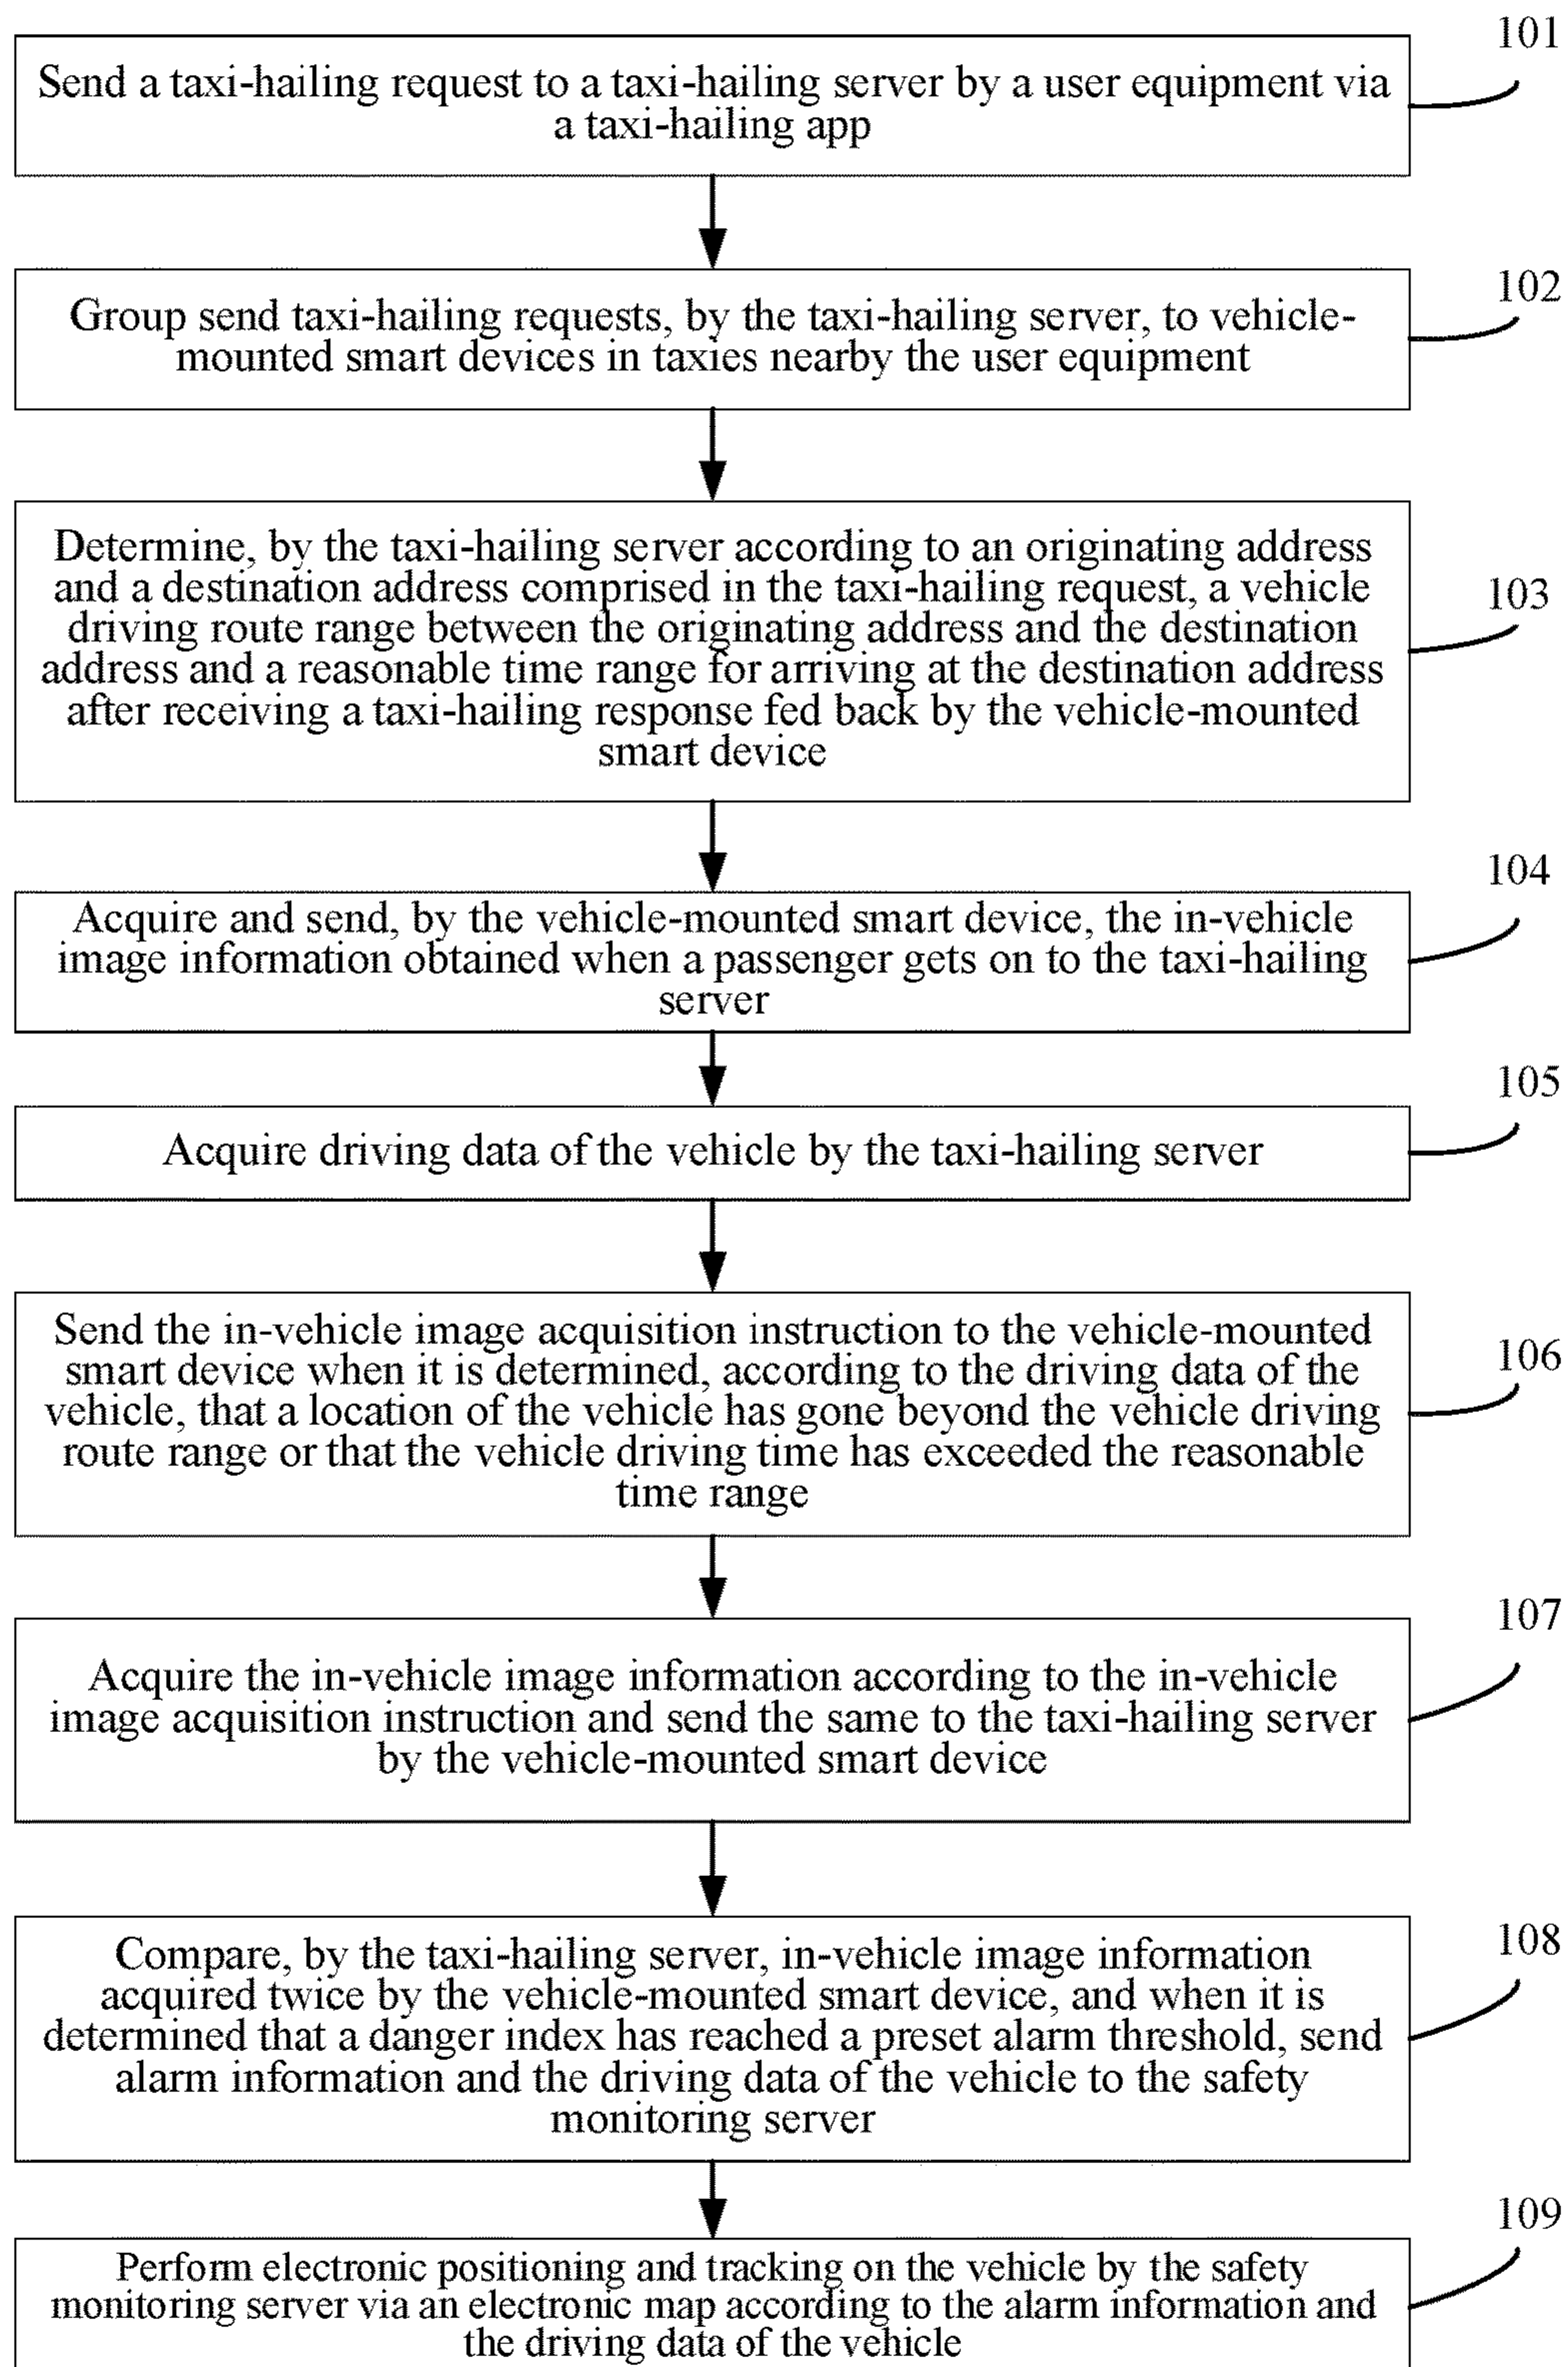 101
Send a taxi-hailing request to a taxi-hailing server by a user equipment via
a taxi-hailing app
102
Group send taxi-hailing requests, by the taxi-hailing server, to vehicle-
mounted smart devices in taxies nearby the user equipment
103
Determine, by the taxi-hailing server according to an originating address
and a destination address comprised in the taxi-hailing request, a vehicle
driving route range between the originating address and the destination
address and a reasonable time range for arriving at the destination address
after receiving a taxi-hailing response fed back by the vehicle-mounted
smart device
104
Acquire and send, by the vehicle-mounted smart device, the in-vehicle
image information obtained when a passenger gets on to the taxi-hailing
server
105
Acquire driving data of the vehicle by the taxi-hailing server
106
Send the in-vehicle image acquisition instruction to the vehicle-mounted
smart device when it is determined, according to the driving data of the
vehicle, that a location of the vehicle has gone beyond the vehicle driving
route range or that the vehicle driving time has exceeded the reasonable
time range
107
Acquire the in-vehicle image information according to the in-vehicle
image acquisition instruction and send the same to the taxi-hailing server
by the vehicle-mounted smart device
108
Compare, by the taxi-hailing server, in-vehicle image information
acquired twice by the vehicle-mounted smart device, and when it is
determined that a danger index has reached a preset alarm threshold, send
alarm information and the driving data of the vehicle to the safety
monitoring server
109
Perform electronic positioning and tracking on the vehicle by the safety
monitoring server via an electronic map according to the alarm information and
the driving data of the vehicle